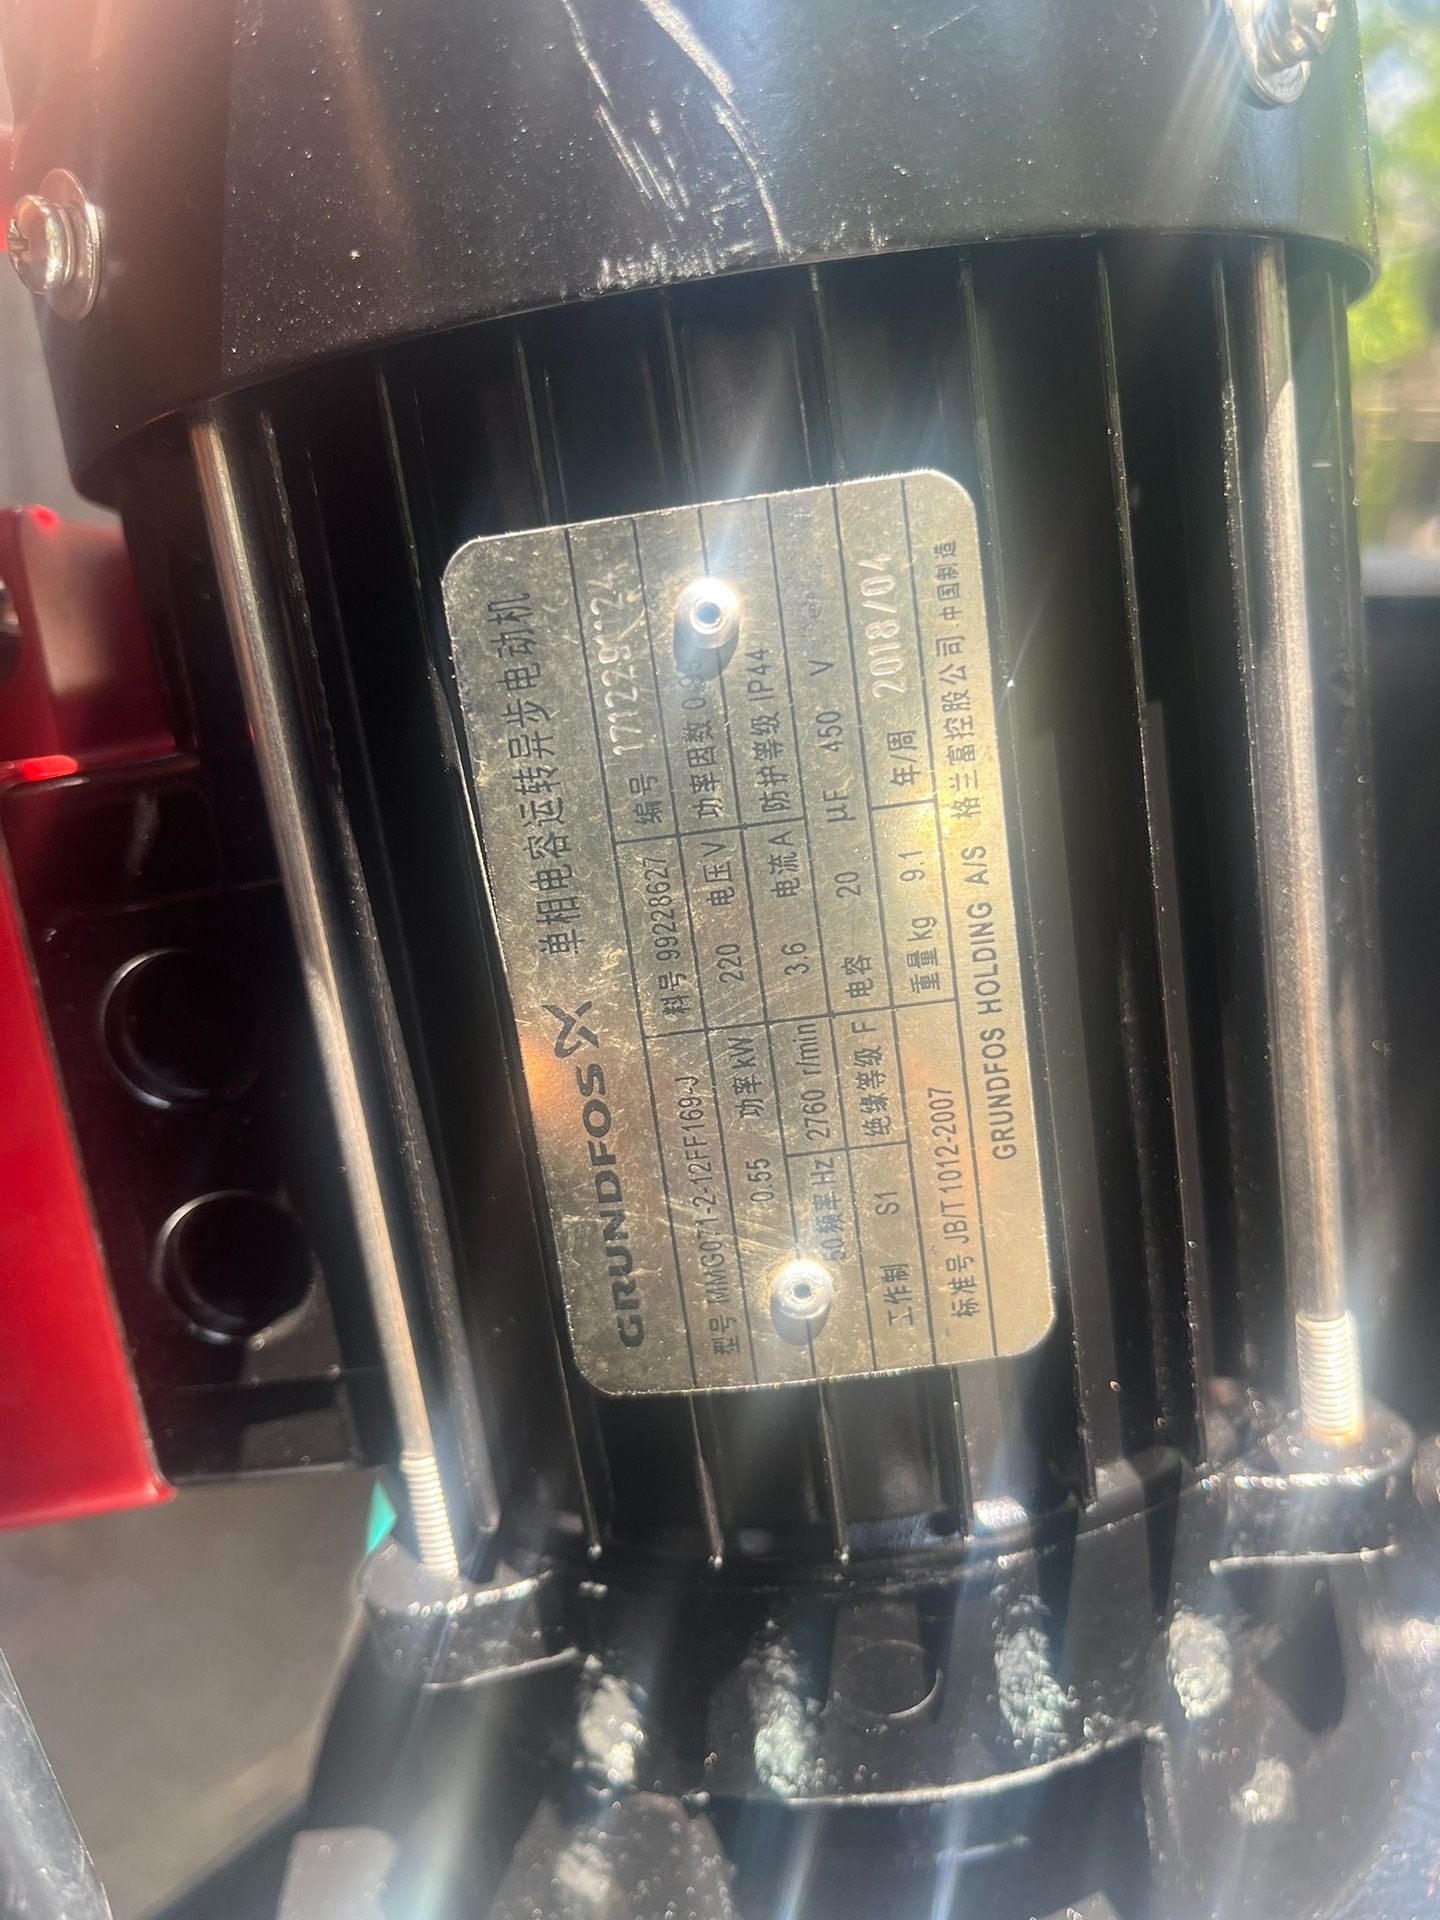 GRUNDFOS 单相电容运转异步电动机
型号 MMG071-2-12FF169-J 料号 99228627 编号
0.55 功率 kW 220 电压 V 功率因数
频率 Hz 2760 r/min 3.6 电流 A 防护等级 IP44
工作制 S1 绝缘等级 F 电容 20 μF 450 V
标准号 JB/T1012-2007 重量 kg 9.1 年/周 2018/04
GRUNDFOS HOLDING A/S 格兰富控股公司 中国制造